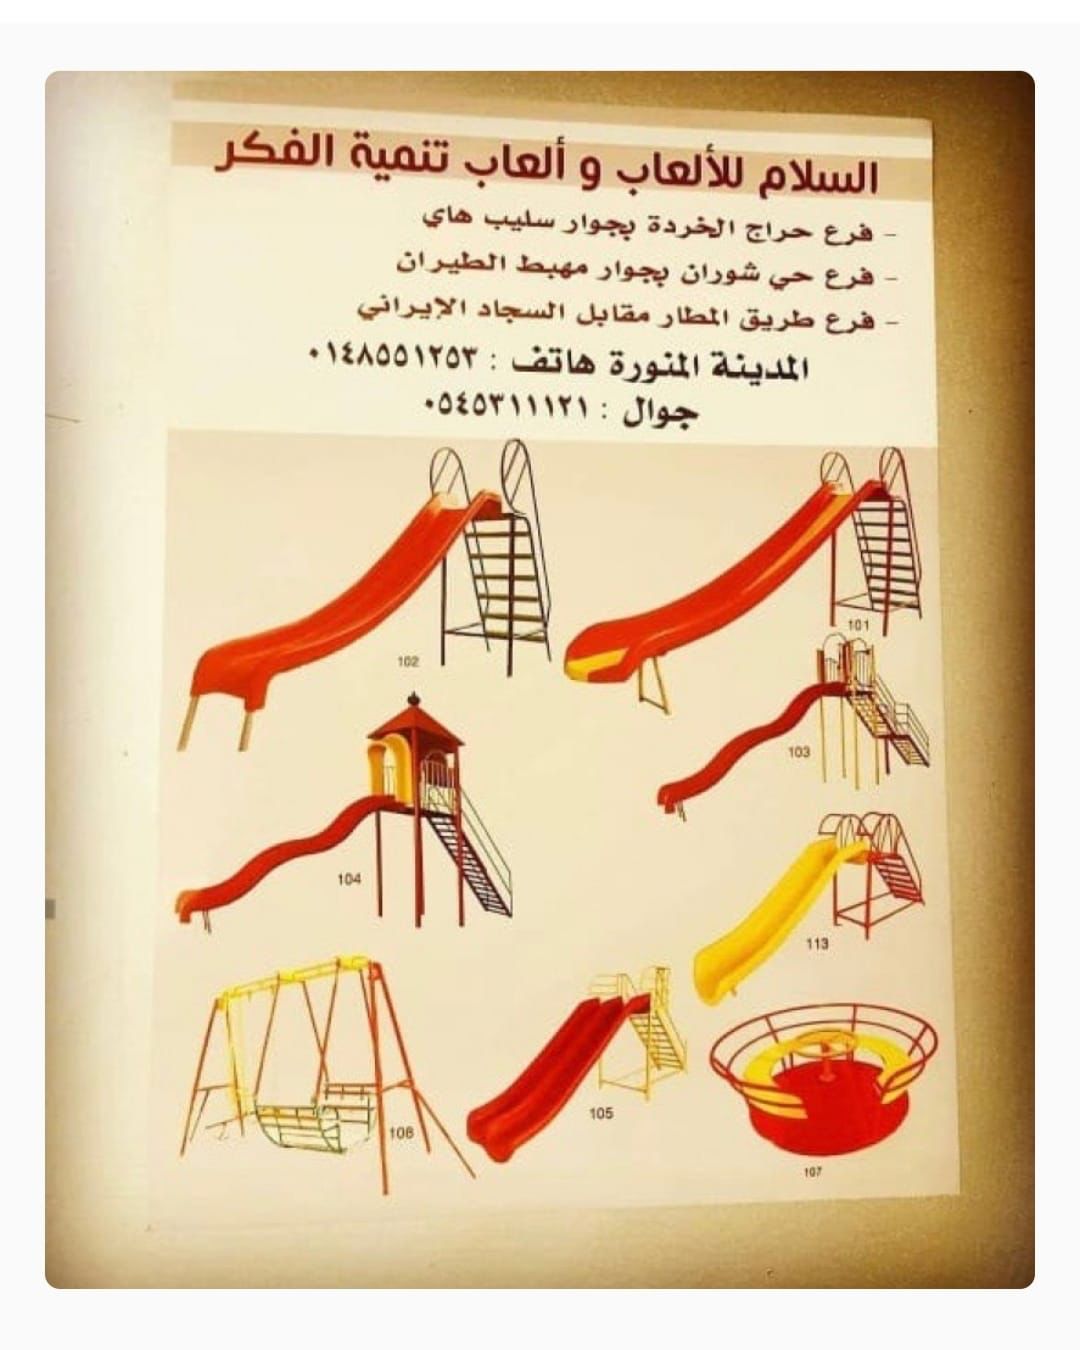 السلام للألعاب و ألعاب تنمية الفكر
- فرع حراج الخردة بجوار سليب هاي
- فرع حي شوران بجوار مهبط الطيران
- فرع طريق المطار مقابل السجاد الإيراني
المدينة المنورة هاتف : ٠١٤٨٥٥١٢٥٣
جوال : ٠٥٤٥٣١١١٢١
102
101
103
104
113
108
105
107